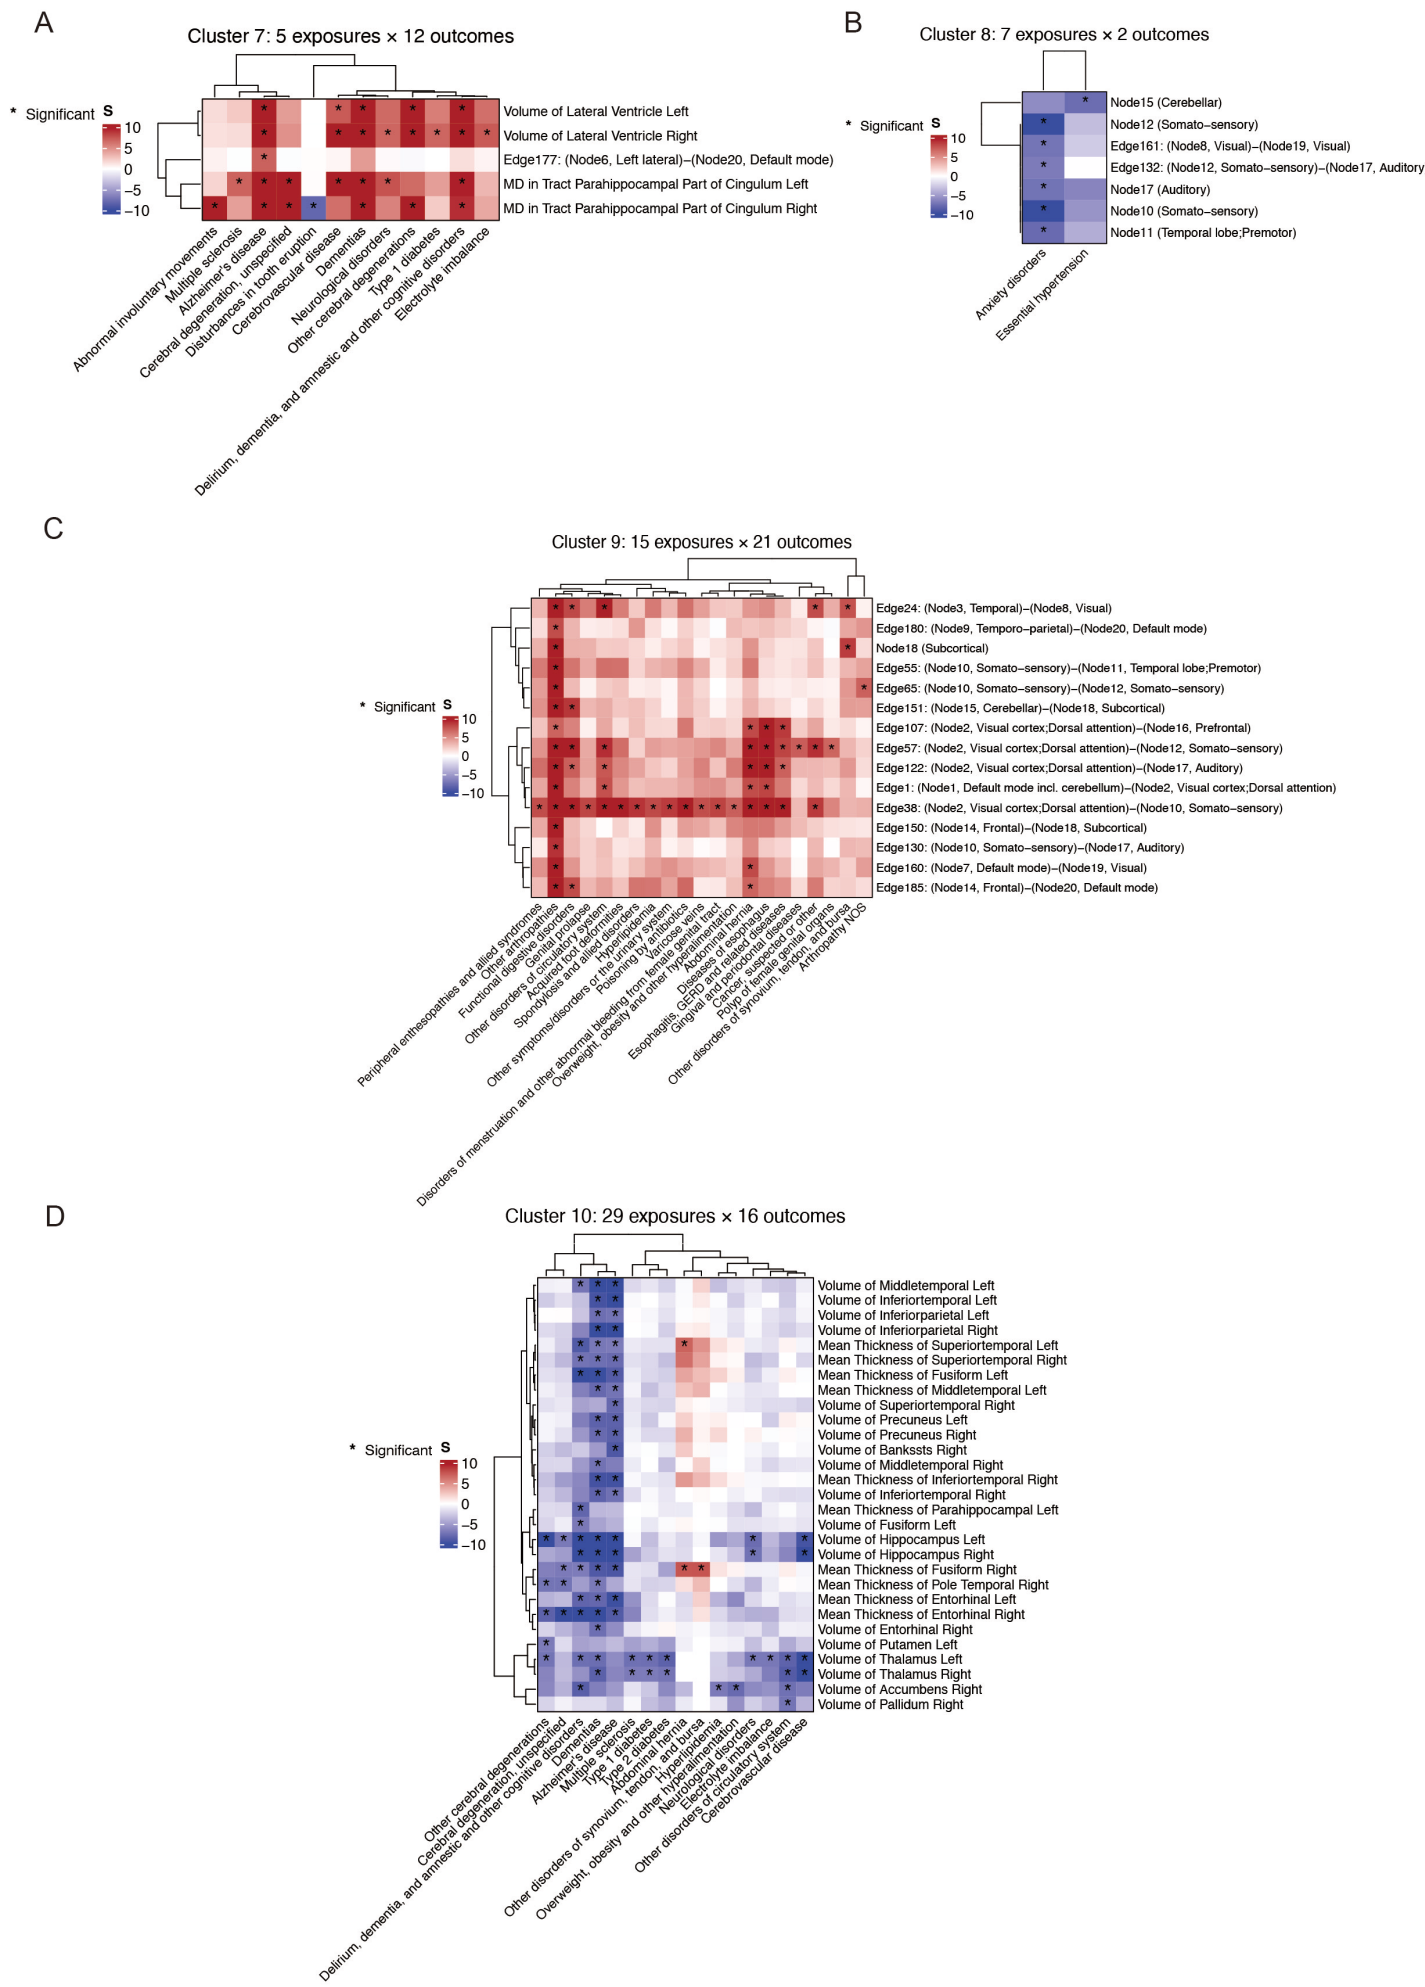 A
Cluster 7: 5 exposures × 12 outcomes
* Significant
S
10
5
0
−5
−10
Volume of Lateral Ventricle Left
Volume of Lateral Ventricle Right
Edge177: (Node6, Left lateral)−(Node20, Default mode)
MD in Tract Parahippocampal Part of Cingulum Left
MD in Tract Parahippocampal Part of Cingulum Right
Abnormal involuntary movements
Multiple sclerosis
Alzheimer's disease
Cerebral degeneration, unspecified
Disturbances in tooth eruption
Cerebrovascular disease
Dementias
Neurological disorders
Other cerebral degenerations
Type 1 diabetes
Delirium, dementia, and amnestic and other cognitive disorders
Electrolyte imbalance
B
Cluster 8: 7 exposures × 2 outcomes
* Significant
S
10
5
0
−5
−10
Node15 (Cerebellar)
Node12 (Somato−sensory)
Edge161: (Node8, Visual)−(Node19, Visual)
Edge132: (Node12, Somato−sensory)−(Node17, Auditory
Node17 (Auditory)
Node10 (Somato−sensory)
Node11 (Temporal lobe;Premotor)
Anxiety disorders
Essential hypertension
C
Cluster 9: 15 exposures × 21 outcomes
* Significant
S
10
5
0
−5
−10
Edge24: (Node3, Temporal)−(Node8, Visual)
Edge180: (Node9, Temporo−parietal)−(Node20, Default mode)
Node18 (Subcortical)
Edge55: (Node10, Somato−sensory)−(Node11, Temporal lobe;Premotor)
Edge65: (Node10, Somato−sensory)−(Node12, Somato−sensory)
Edge151: (Node15, Cerebellar)−(Node18, Subcortical)
Edge107: (Node2, Visual cortex;Dorsal attention)−(Node16, Prefrontal)
Edge57: (Node2, Visual cortex;Dorsal attention)−(Node12, Somato−sensory)
Edge122: (Node2, Visual cortex;Dorsal attention)−(Node17, Auditory)
Edge1: (Node1, Default mode incl. cerebellum)−(Node2, Visual cortex;Dorsal attention)
Edge38: (Node2, Visual cortex;Dorsal attention)−(Node10, Somato−sensory)
Edge150: (Node14, Frontal)−(Node18, Subcortical)
Edge130: (Node10, Somato−sensory)−(Node17, Auditory)
Edge160: (Node7, Default mode)−(Node19, Visual)
Edge185: (Node14, Frontal)−(Node20, Default mode)
Peripheral enthesopathies and allied syndromes
Other arthropathies
Functional digestive disorders
Genital prolapse
Other disorders of circulatory system
Acquired foot deformities
Spondylosis and allied disorders
Hyperlipidemia
Other symptoms/disorders or the urinary system
Poisoning by antibiotics
Varicose veins
Disorders of menstruation and other abnormal bleeding from female genital tract
Overweight, obesity and other hyperalimentation
Abdominal hernia
Diseases of esophagus
Esophagitis, GERD and related diseases
Gingival and periodontal diseases
Cancer, suspected or other
Polyp of female genital organs
Other disorders of synovium, tendon, and bursa
Arthropathy NOS
D
Cluster 10: 29 exposures × 16 outcomes
* Significant
S
10
5
0
−5
−10
Volume of Middletemporal Left
Volume of Inferiortemporal Left
Volume of Inferiorparietal Left
Volume of Inferiorparietal Right
Mean Thickness of Superiortemporal Left
Mean Thickness of Superiortemporal Right
Mean Thickness of Fusiform Left
Mean Thickness of Middletemporal Left
Volume of Superiortemporal Right
Volume of Precuneus Left
Volume of Precuneus Right
Volume of Bankssts Right
Volume of Middletemporal Right
Mean Thickness of Inferiortemporal Right
Volume of Inferiortemporal Right
Mean Thickness of Parahippocampal Left
Volume of Fusiform Left
Volume of Hippocampus Left
Volume of Hippocampus Right
Mean Thickness of Fusiform Right
Mean Thickness of Pole Temporal Right
Mean Thickness of Entorhinal Left
Mean Thickness of Entorhinal Right
Volume of Entorhinal Right
Volume of Putamen Left
Volume of Thalamus Left
Volume of Thalamus Right
Volume of Accumbens Right
Volume of Pallidum Right
Other cerebral degenerations
Cerebral degeneration, unspecified
Delirium, dementia, and amnestic and other cognitive disorders
Dementias
Alzheimer's disease
Multiple sclerosis
Type 1 diabetes
Type 2 diabetes
Abdominal hernia
Other disorders of synovium, tendon, and bursa
Hyperlipidemia
Overweight, obesity and other hyperalimentation
Neurological disorders
Electrolyte imbalance
Other disorders of circulatory system
Cerebrovascular disease